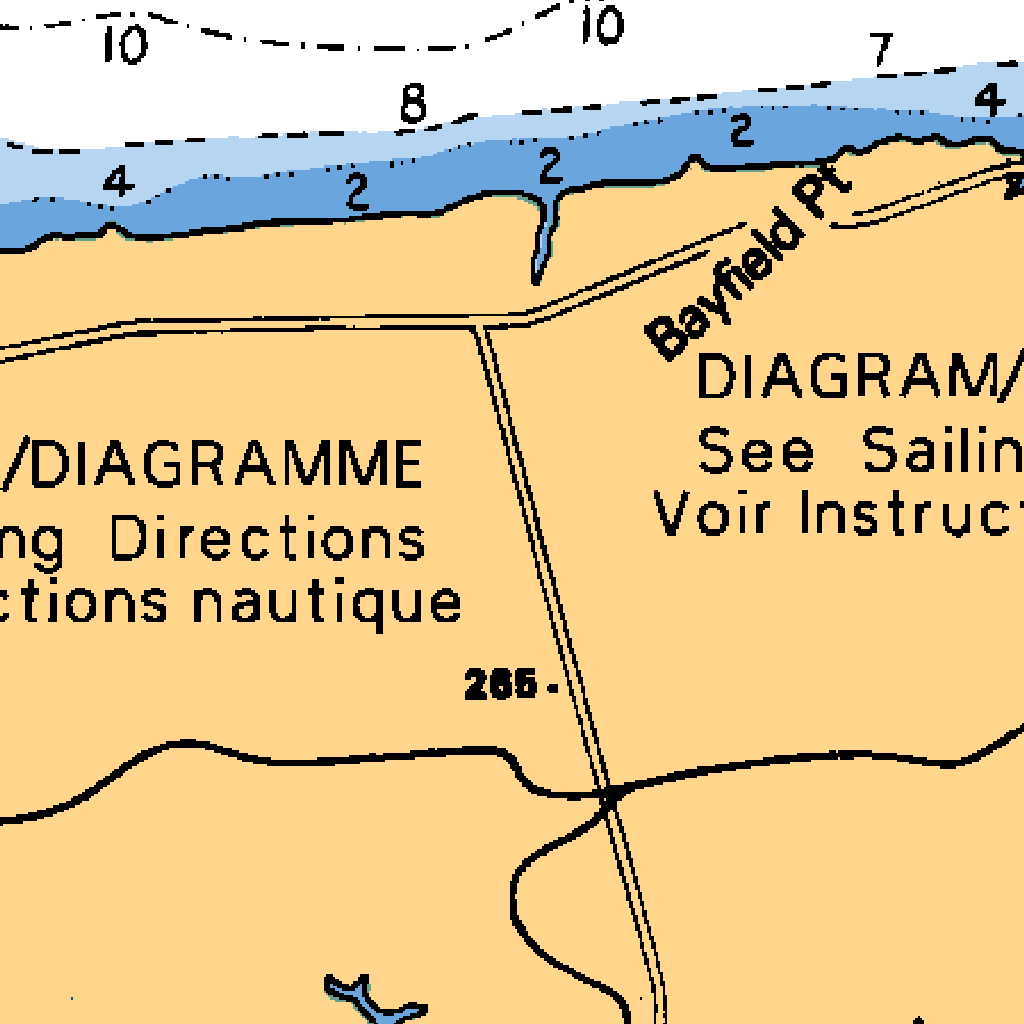 10
10
7
8
4
4
2
2
2
Bayfield Pt
DIAGRAM/
See Sailin
Voir Instruct
/DIAGRAMME
ng Directions
ctions nautique
265